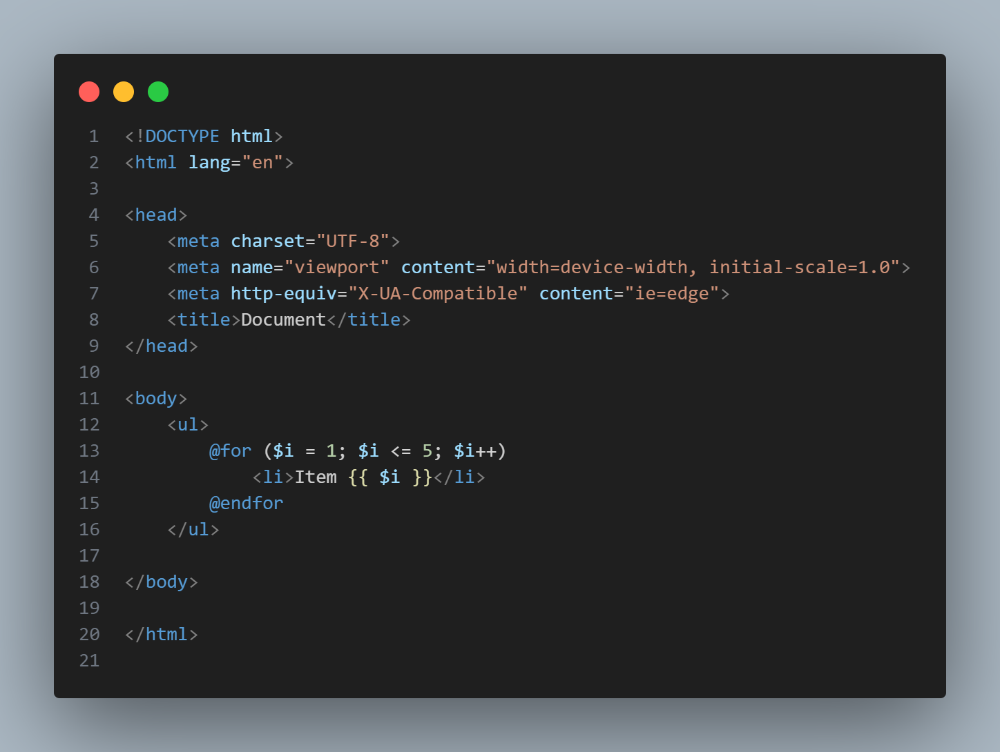 1 <!DOCTYPE html>
2 <html lang="en">
3
4 <head>
5     <meta charset="UTF-8">
6     <meta name="viewport" content="width=device-width, initial-scale=1.0">
7     <meta http-equiv="X-UA-Compatible" content="ie=edge">
8     <title>Document</title>
9 </head>
10
11 <body>
12     <ul>
13         @for ($i = 1; $i <= 5; $i++)
14             <li>Item {{ $i }}</li>
15         @endfor
16     </ul>
17
18 </body>
19
20 </html>
21